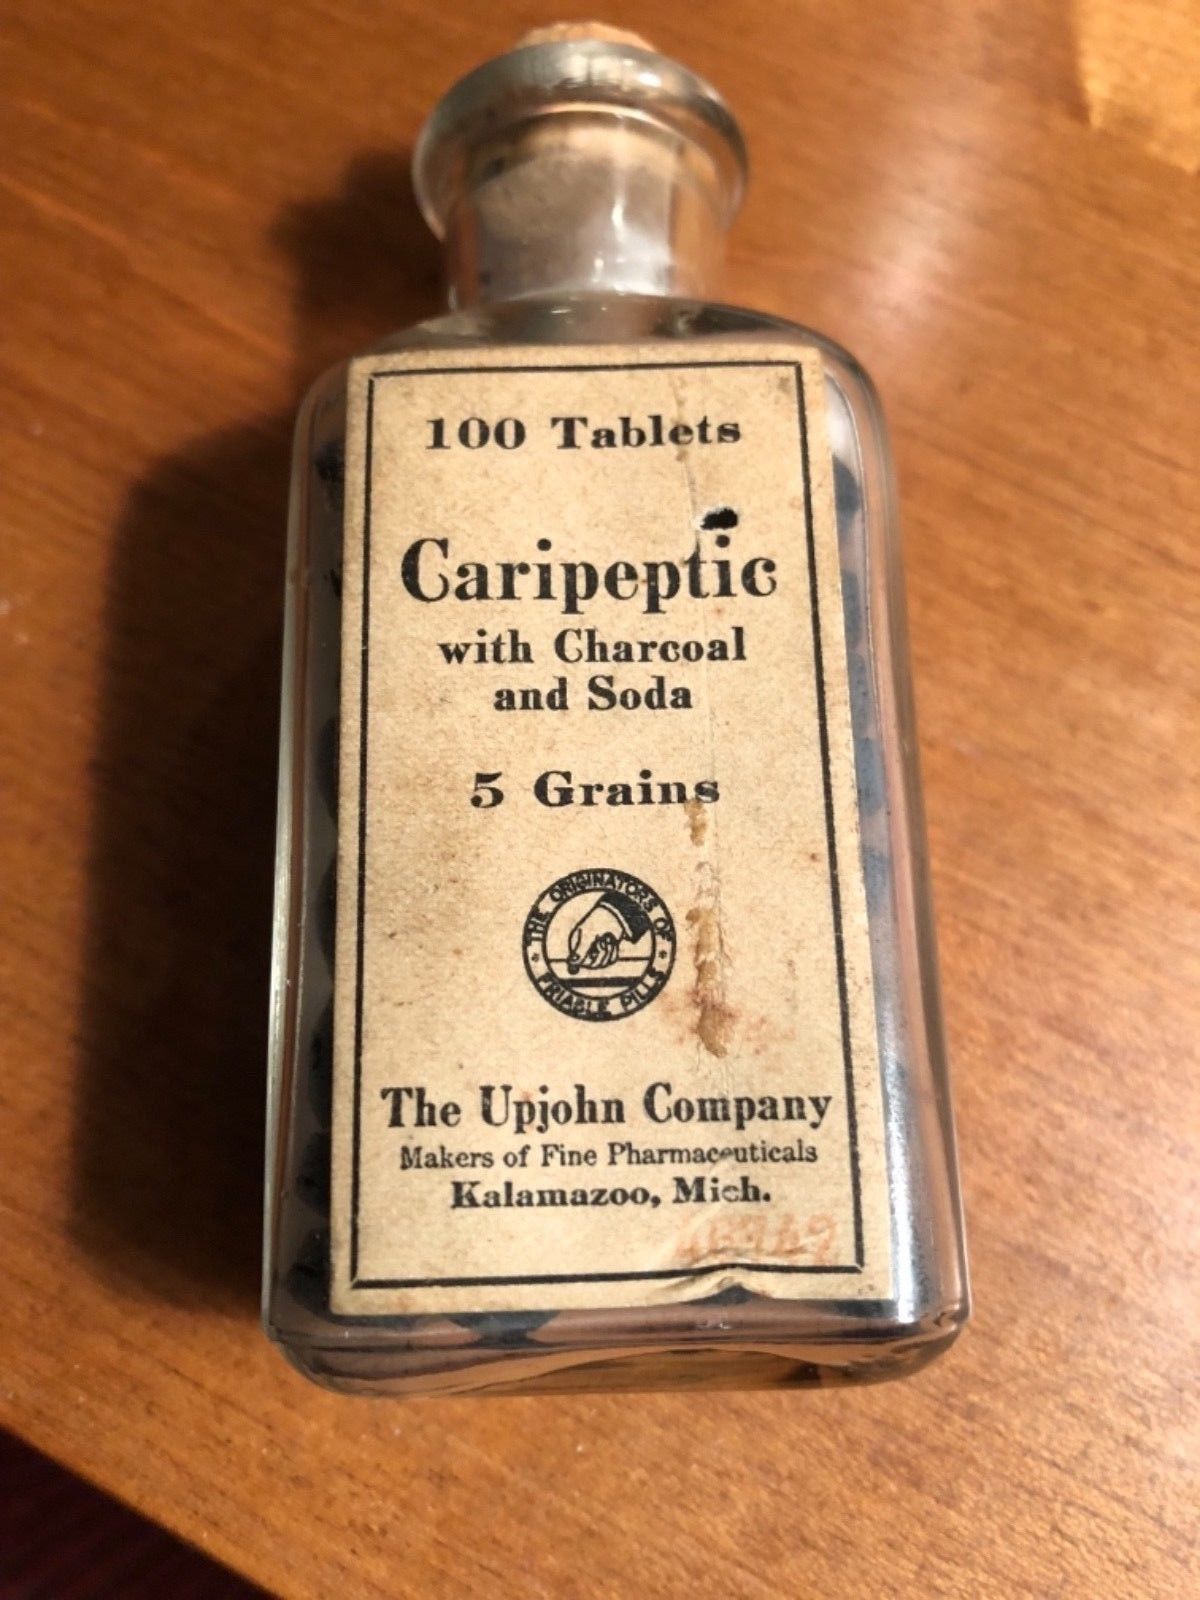 100 Tablets
Caripeptic
with Charcoal
and Soda
5 Grains
THE ORIGINATORS OF
FRIABLE PILLS
The Upjohn Company
Makers of Fine Pharmaceuticals
Kalamazoo, Mich.